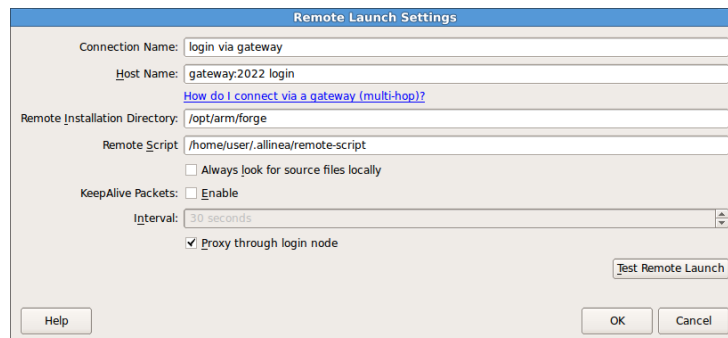 Remote Launch Settings
Connection Name: login via gateway
Host Name: gateway:2022 login
How do I connect via a gateway (multi-hop)?
Remote Installation Directory: /opt/arm/forge
Remote Script /home/user/.allinea/remote-script
Always look for source files locally
KeepAlive Packets: Enable
Interval: 30 seconds
Proxy through login node
Test Remote Launch
Help OK Cancel